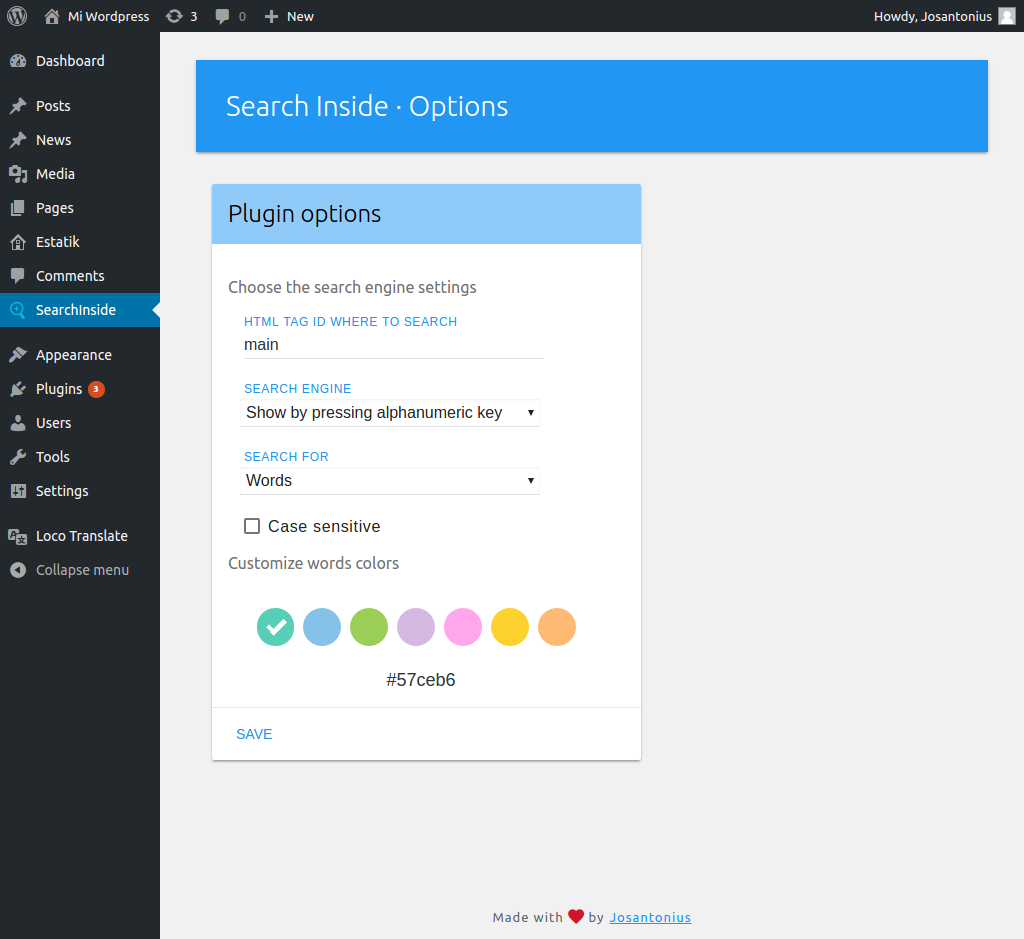 Mi Wordpress 3 0 New Howdy, Josantonius
Dashboard
Posts
News
Media
Pages
Estatik
Comments
SearchInside
Appearance
Plugins 3
Users
Tools
Settings
Loco Translate
Collapse menu
Search Inside · Options
Plugin options
Choose the search engine settings
HTML TAG ID WHERE TO SEARCH
main
SEARCH ENGINE
Show by pressing alphanumeric key
SEARCH FOR
Words
Case sensitive
Customize words colors
#57ceb6
SAVE
Made with ❤ by Josantonius